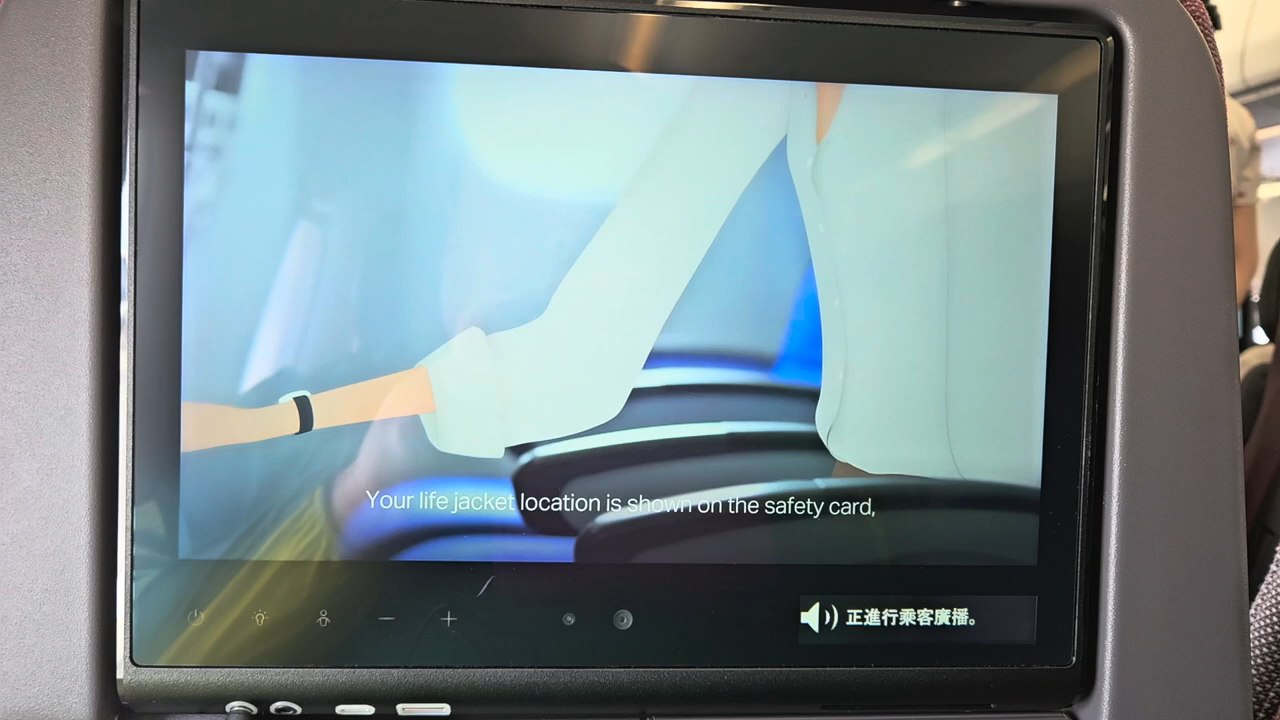 Your life jacket location is shown on the safety card,
正進行乘客廣播。